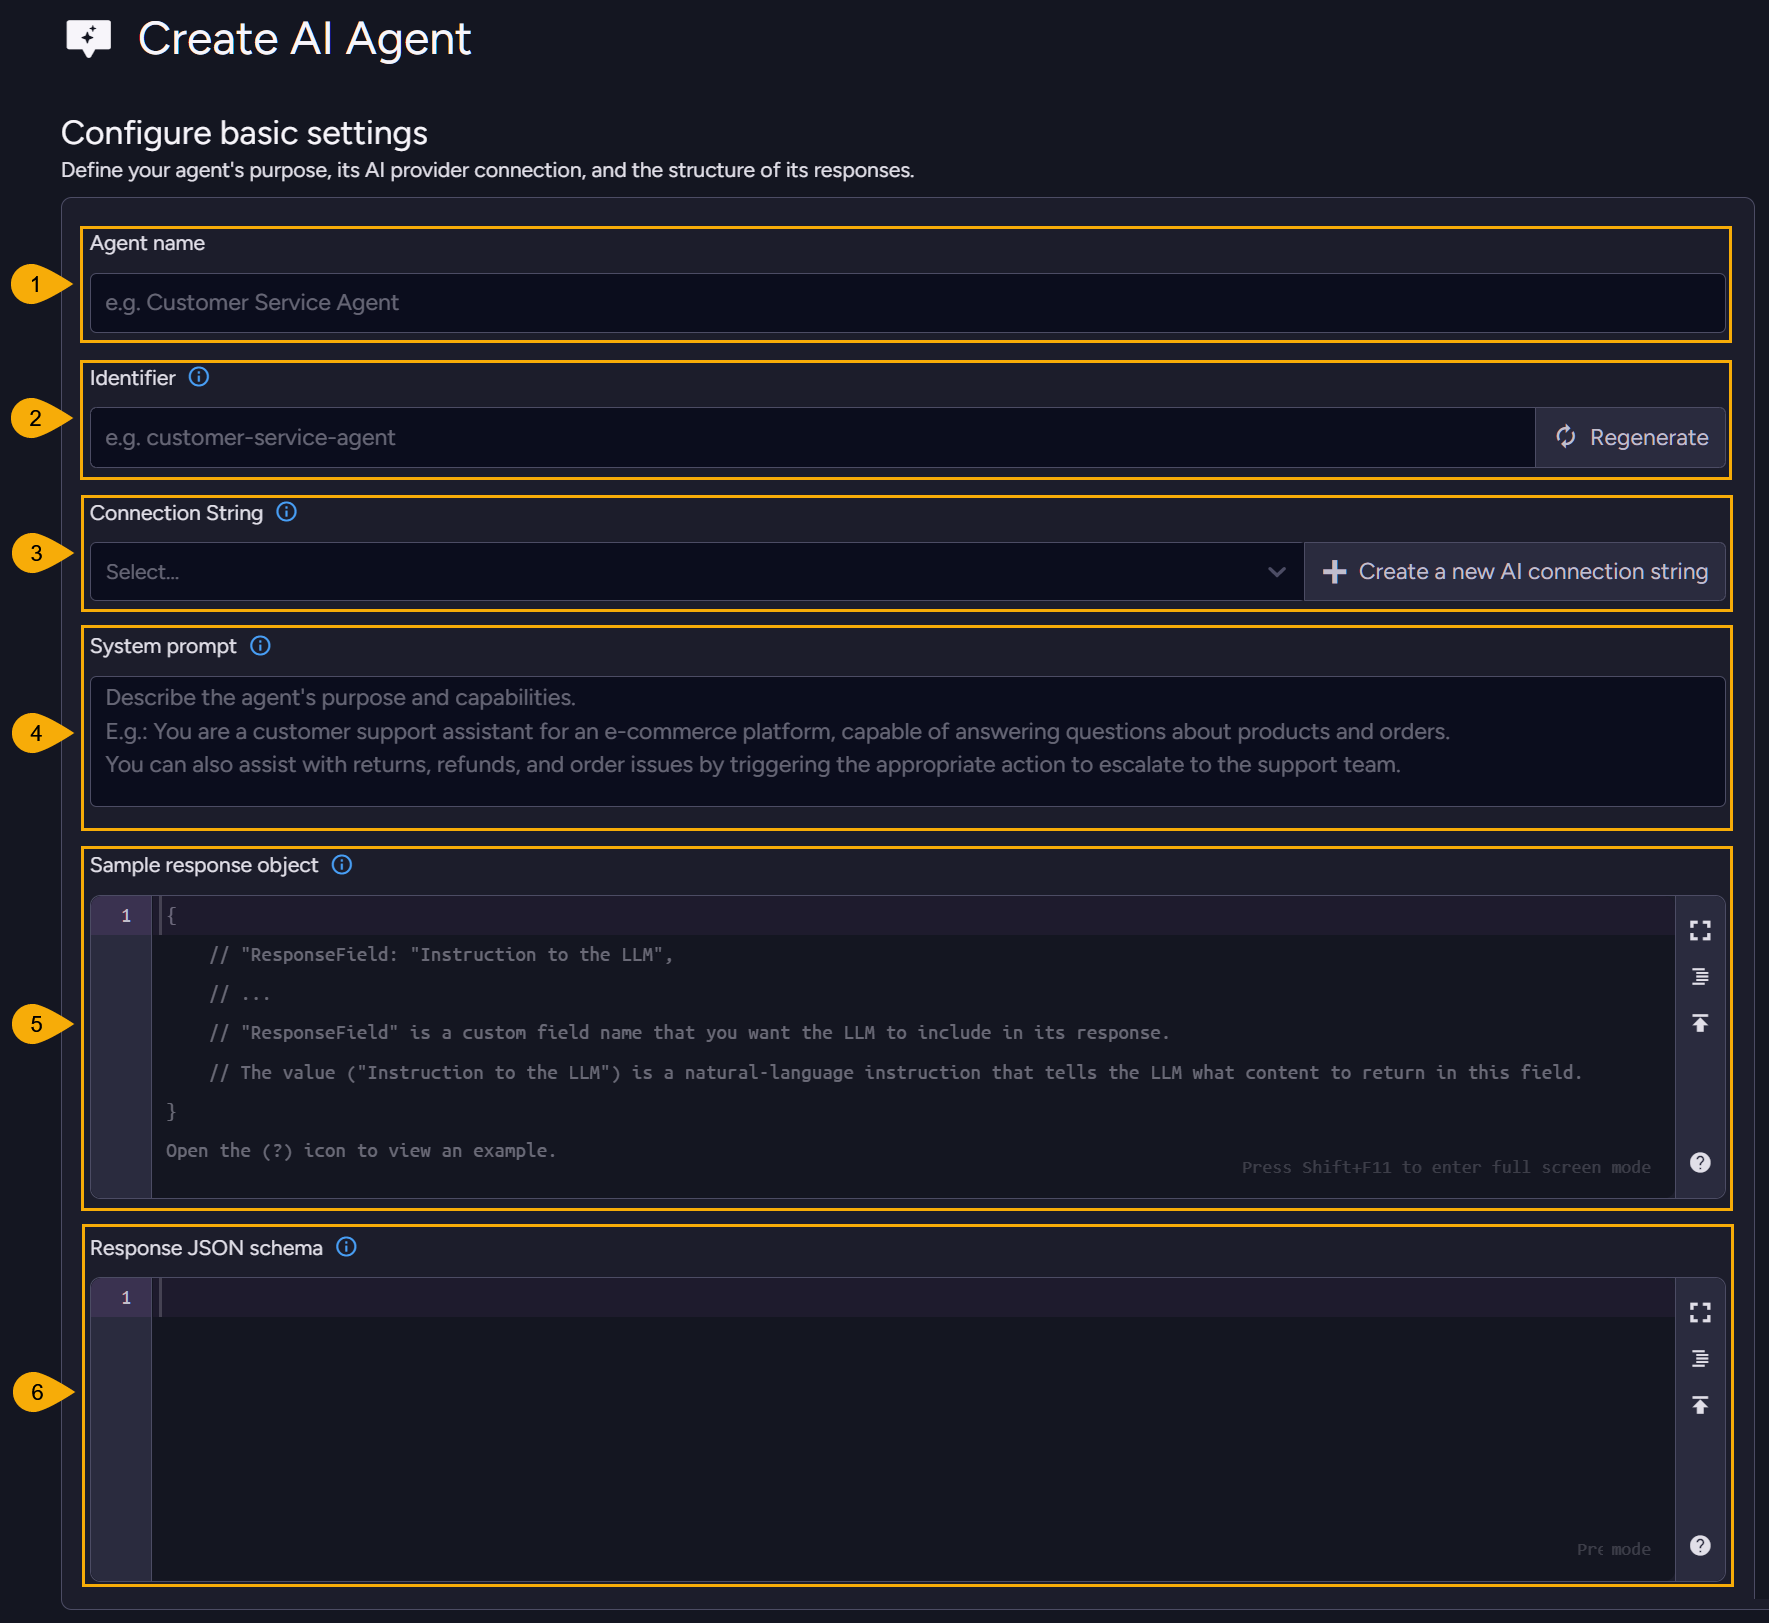 Create AI Agent
Configure basic settings
Define your agent's purpose, its AI provider connection, and the structure of its responses.
Agent name
1
e.g. Customer Service Agent
Identifier
2
e.g. customer-service-agent
Regenerate
Connection String
3
Select...
Create a new AI connection string
System prompt
4
Describe the agent's purpose and capabilities.
E.g.: You are a customer support assistant for an e-commerce platform, capable of answering questions about products and orders.
You can also assist with returns, refunds, and order issues by triggering the appropriate action to escalate to the support team.
Sample response object
5
1
{
// "ResponseField: "Instruction to the LLM",
// ...
// "ResponseField" is a custom field name that you want the LLM to include in its response.
// The value ("Instruction to the LLM") is a natural-language instruction that tells the LLM what content to return in this field.
}
Open the (?) icon to view an example.
Press Shift+F11 to enter full screen mode
?
Response JSON schema
6
1
mode
?